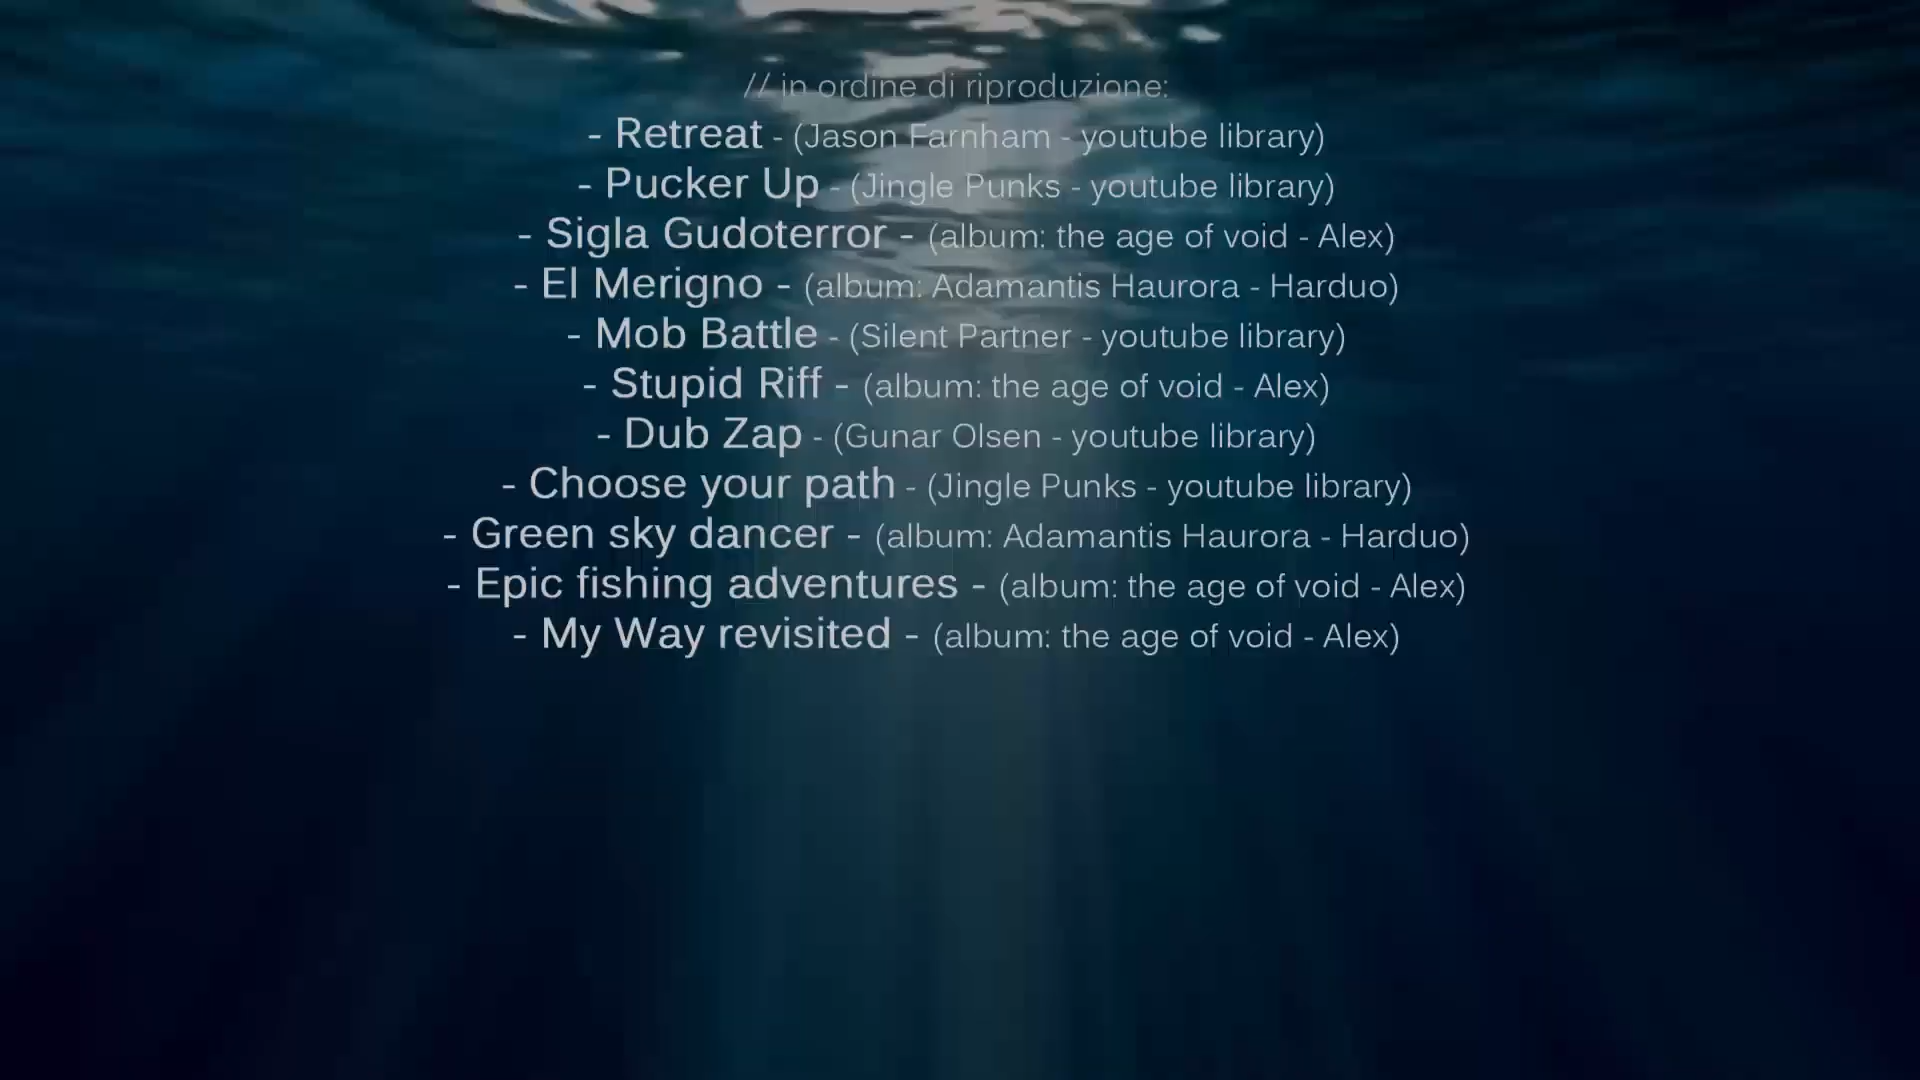 // in ordine di riproduzione:
- Retreat - (Jason Farnham - youtube library)
- Pucker Up - (Jingle Punks - youtube library)
- Sigla Gudoterror - (album: the age of void - Alex)
- El Merigno - (album: Adamantis Haurora - Harduo)
- Mob Battle - (Silent Partner - youtube library)
- Stupid Riff - (album: the age of void - Alex)
- Dub Zap - (Gunar Olsen - youtube library)
- Choose your path - (Jingle Punks - youtube library)
- Green sky dancer - (album: Adamantis Haurora - Harduo)
- Epic fishing adventures - (album: the age of void - Alex)
- My Way revisited - (album: the age of void - Alex)